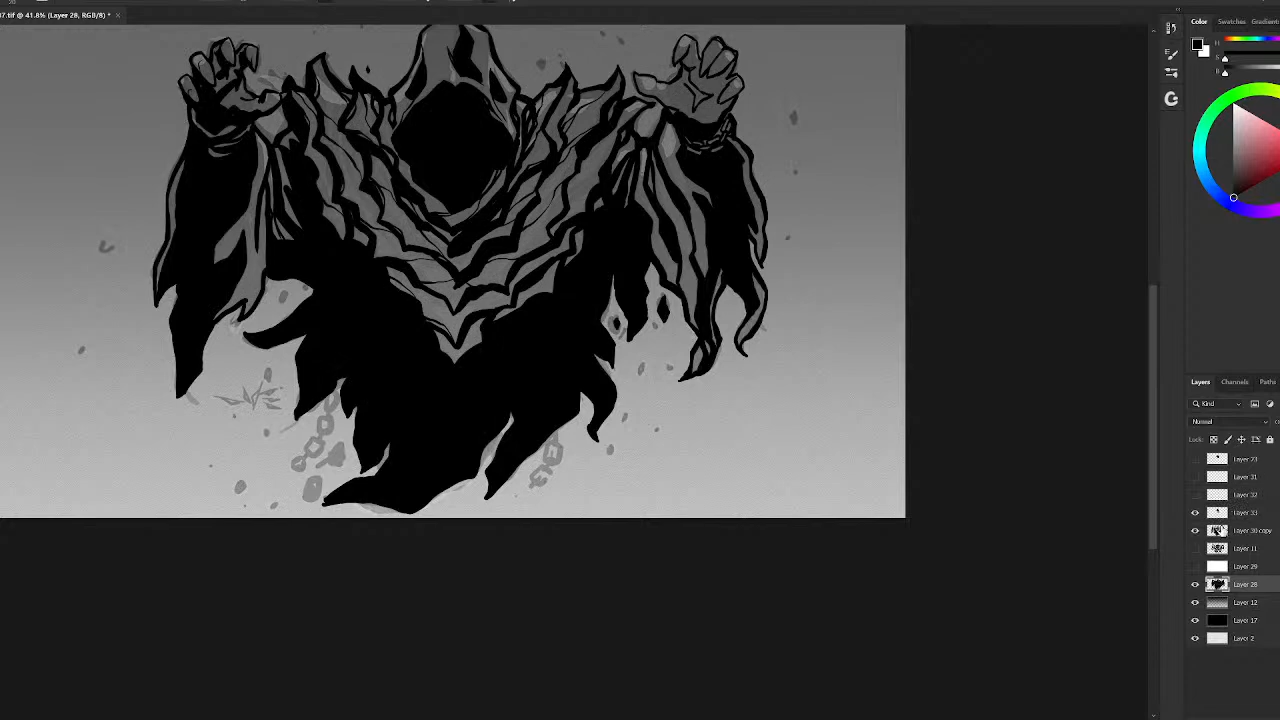 7.tif @ 41.8% (Layer 28, RGB/8) *
Color Swatches Gradient
Layers Channels Paths
Kind
Normal
Lock:
Layer 23
Layer 31
Layer 32
Layer 33
Layer 30 copy
Layer 11
Layer 29
Layer 28
Layer 12
Layer 17
Layer 2